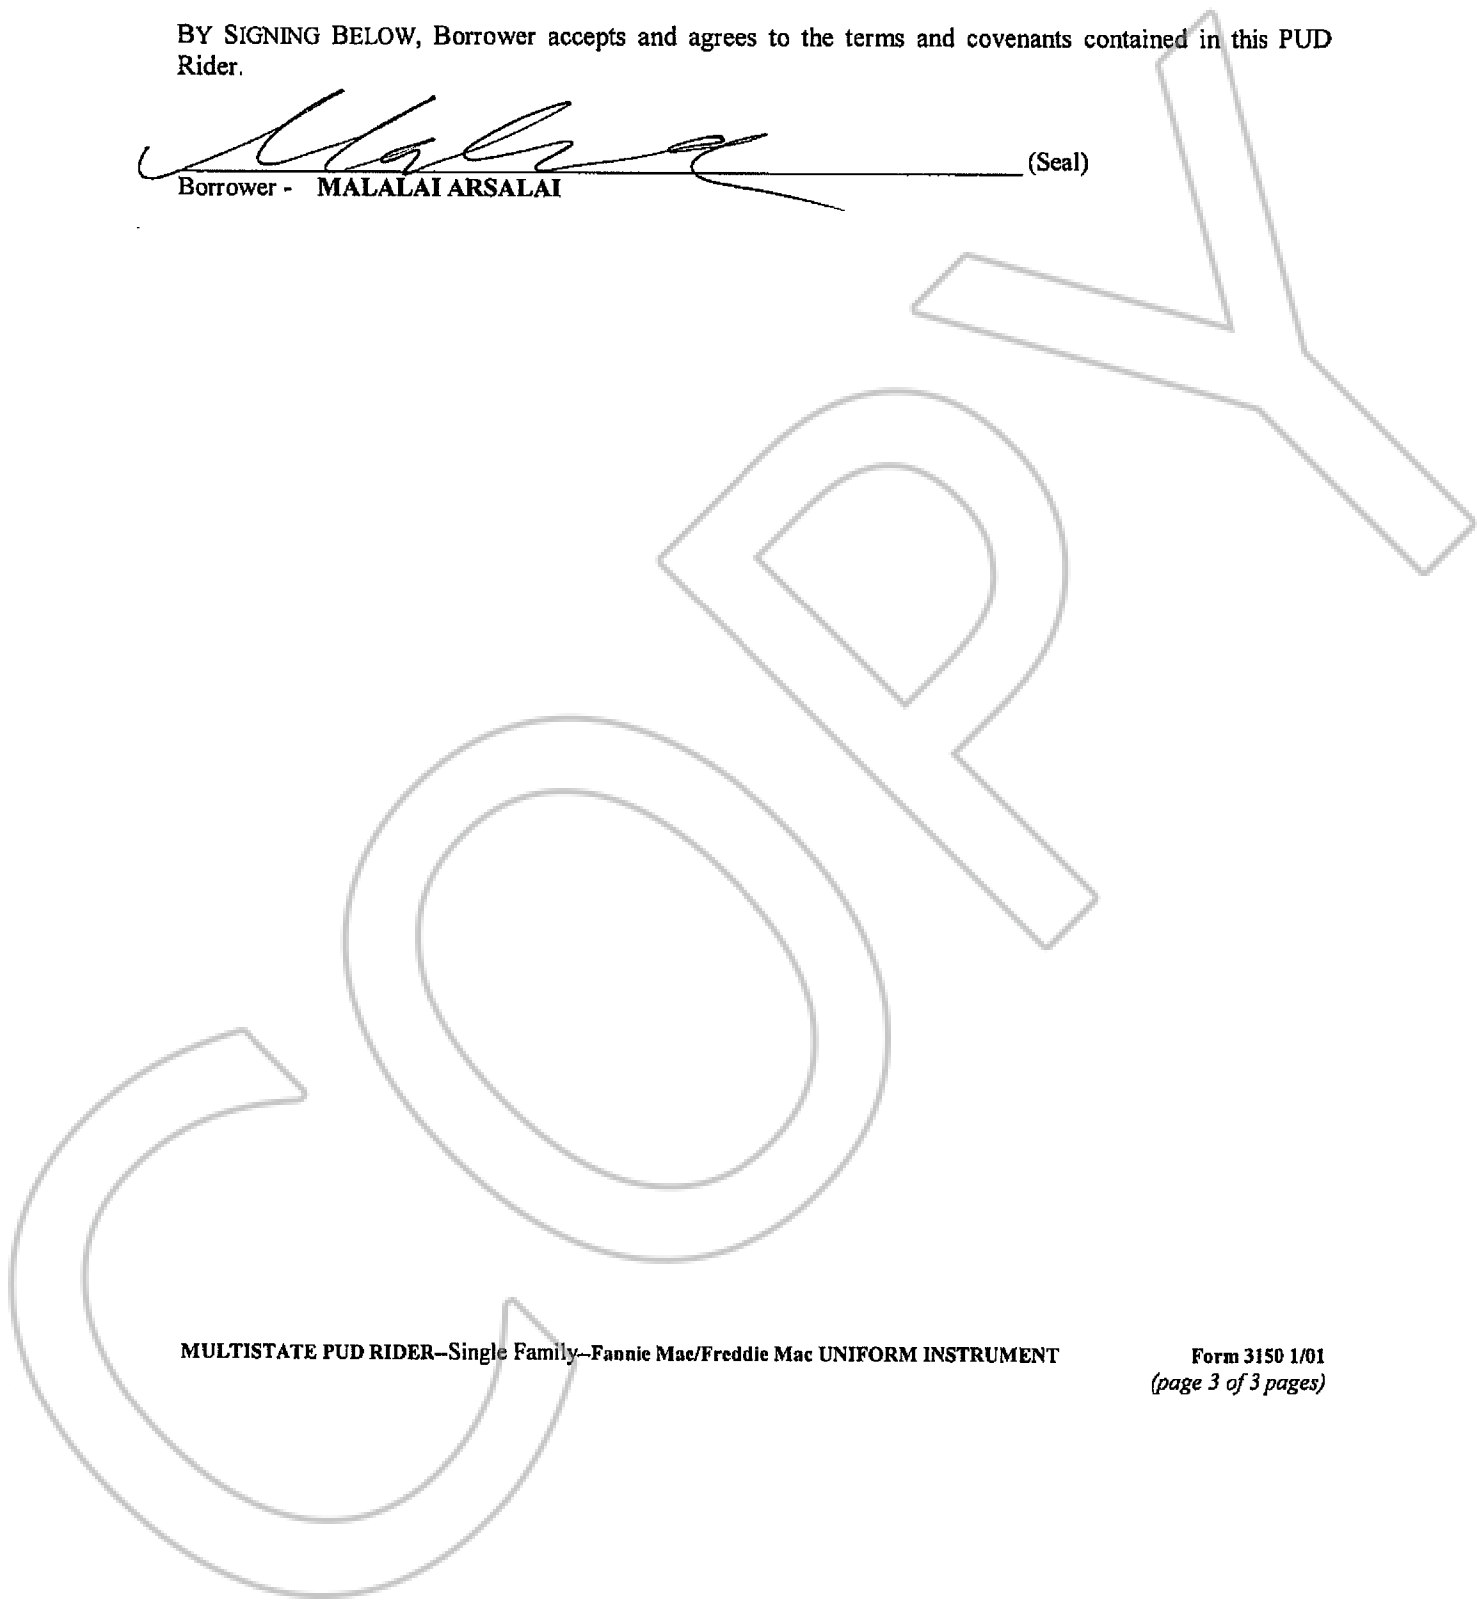 BY SIGNING BELOW, Borrower accepts and agrees to the terms and covenants contained in this PUD
Rider.
(Seal)
Borrower - MALALAI ARSALAI
COPY
MULTISTATE PUD RIDER--Single Family--Fannie Mae/Freddie Mac UNIFORM INSTRUMENT Form 3150 1/01
(page 3 of 3 pages)